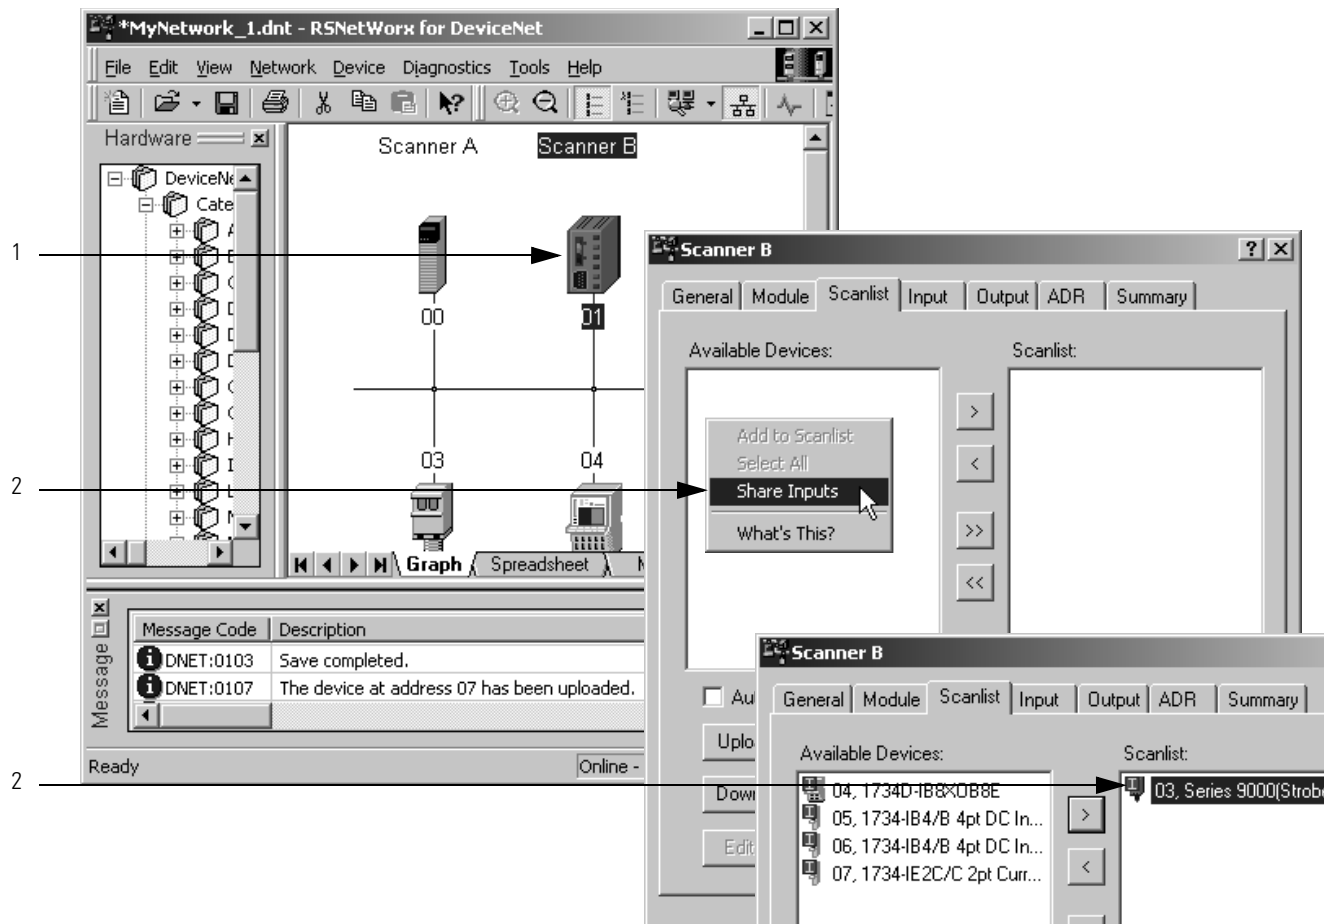 *MyNetwork_1.dnt - RSNetWorx for DeviceNet
File Edit View Network Device Diagnostics Tools Help
Hardware
DeviceNe
Cate
Scanner A
Scanner B
00
01
03
04
Graph
Spreadsheet
M
Message
Message Code
Description
DNET:0103
Save completed.
DNET:0107
The device at address 07 has been uploaded.
Ready
Online -
1
2
2
Scanner B
General Module Scanlist Input Output ADR Summary
Available Devices:
Scanlist:
Add to Scanlist
Select All
Share Inputs
What's This?
>
<
>>
<<
Au
Uplo
Dow
Edit
Scanner B
General Module Scanlist Input Output ADR Summary
Available Devices:
Scanlist:
04, 1734D-IB8XOB8E
05, 1734-IB4/B 4pt DC In...
06, 1734-IB4/B 4pt DC In...
07, 1734-IE2C/C 2pt Curr...
>
<
03, Series 9000(Strobe